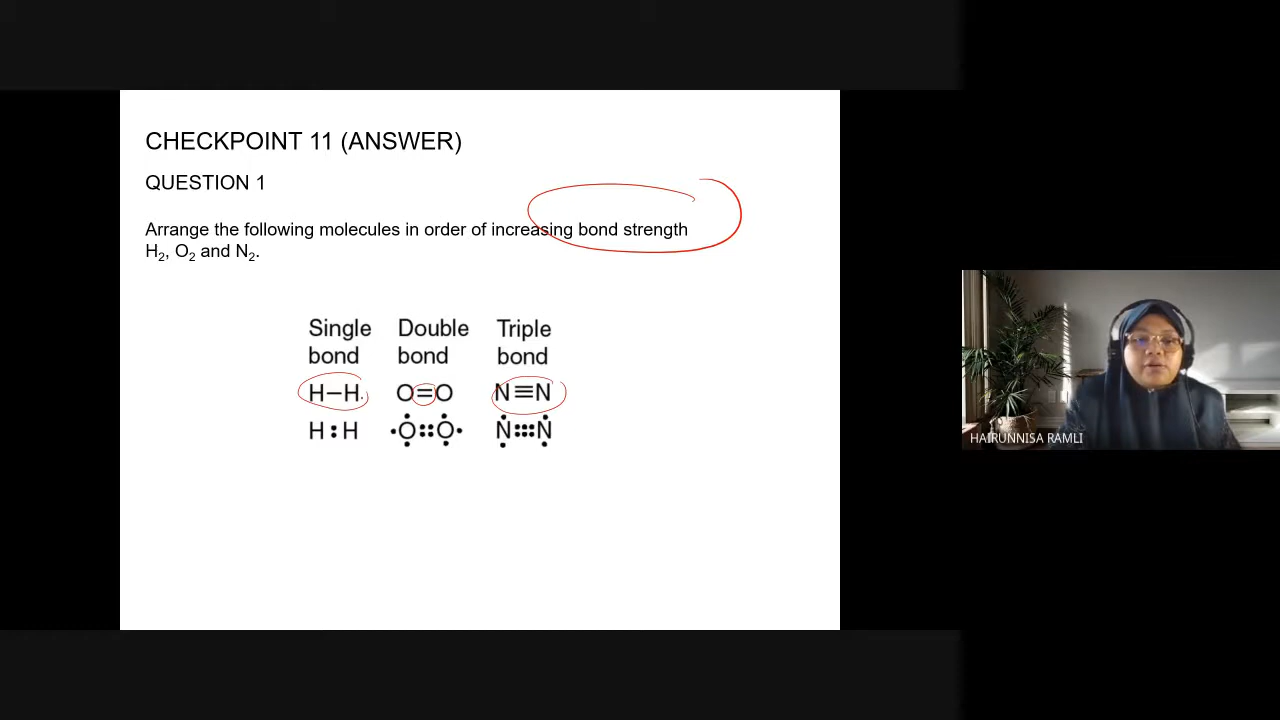 CHECKPOINT 11 (ANSWER)
QUESTION 1
Arrange the following molecules in order of increasing bond strength
H₂, O₂ and N₂.
Single Double Triple
bond bond bond
H−H O=O N≡N
H:H ·O::O· N:::N
HAIRUNNISA RAMLI